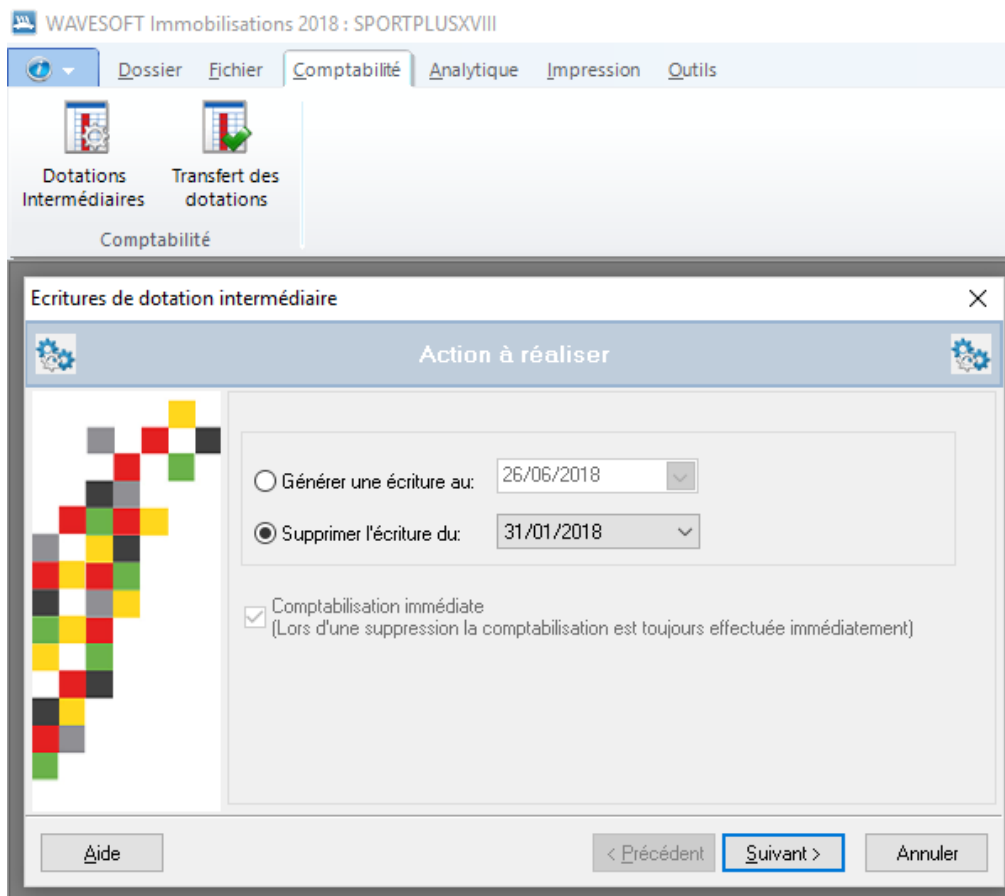 WAVESOFT Immobilisations 2018 : SPORTPLUSXVIII
Dossier Fichier Comptabilité Analytique Impression Outils
Dotations Intermédiaires
Transfert des dotations
Comptabilité
Ecritures de dotation intermédiaire
Action à réaliser
Générer une écriture au: 26/06/2018
Supprimer l'écriture du: 31/01/2018
Comptabilisation immédiate
(Lors d'une suppression la comptabilisation est toujours effectuée immédiatement)
Aide < Précédent Suivant > Annuler